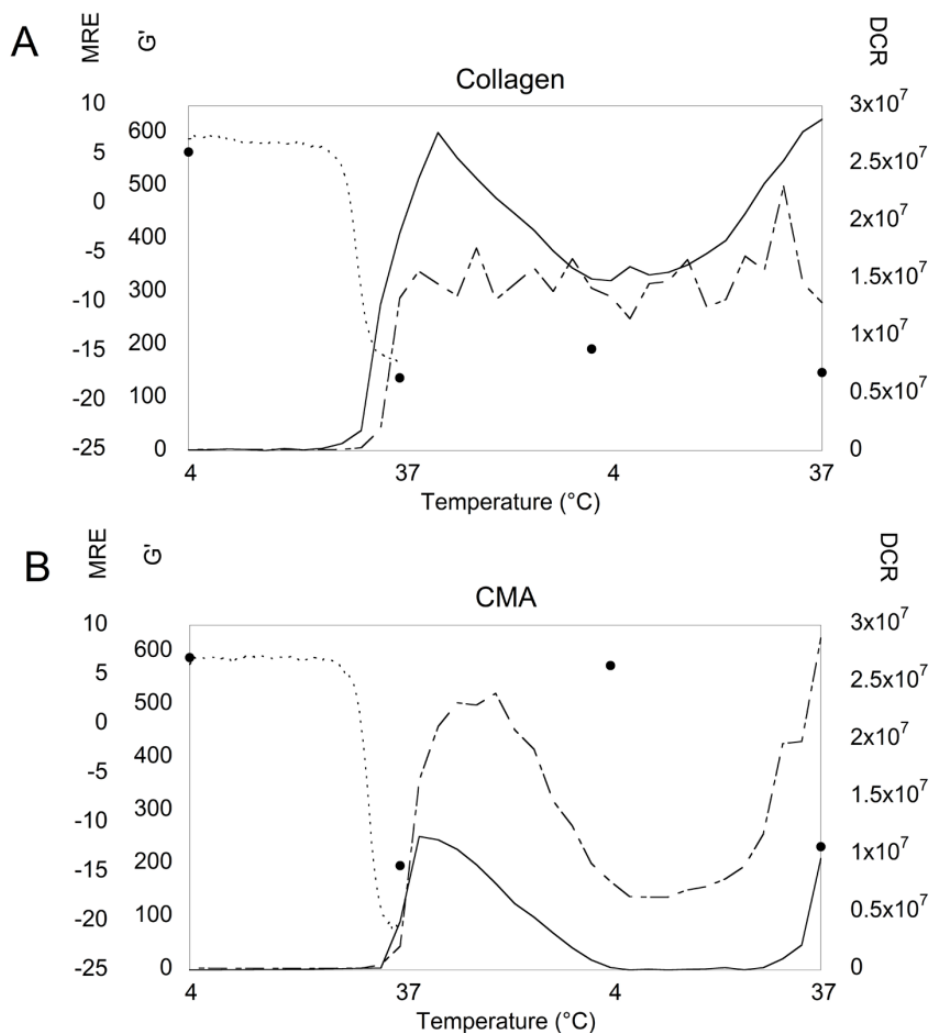 A
MRE
G'
DCR
Collagen
10
5
0
-5
-10
-15
-20
-25
600
500
400
300
200
100
0
3x10⁷
2.5x10⁷
2x10⁷
1.5x10⁷
1x10⁷
0.5x10⁷
0
4 37 4 37
Temperature (°C)
B
MRE
G'
DCR
CMA
10
5
0
-5
-10
-15
-20
-25
600
500
400
300
200
100
0
3x10⁷
2.5x10⁷
2x10⁷
1.5x10⁷
1x10⁷
0.5x10⁷
0
4 37 4 37
Temperature (°C)